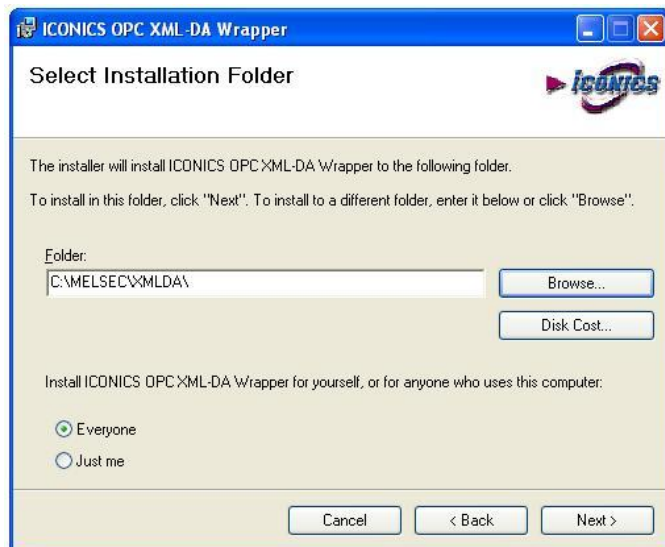 ICONICS OPC XML-DA Wrapper
Select Installation Folder
ICONICS
The installer will install ICONICS OPC XML-DA Wrapper to the following folder.
To install in this folder, click "Next". To install to a different folder, enter it below or click "Browse".
Folder:
C:\MELSEC\XMLDA\
Browse...
Disk Cost...
Install ICONICS OPC XML-DA Wrapper for yourself, or for anyone who uses this computer:
Everyone
Just me
Cancel
< Back
Next >